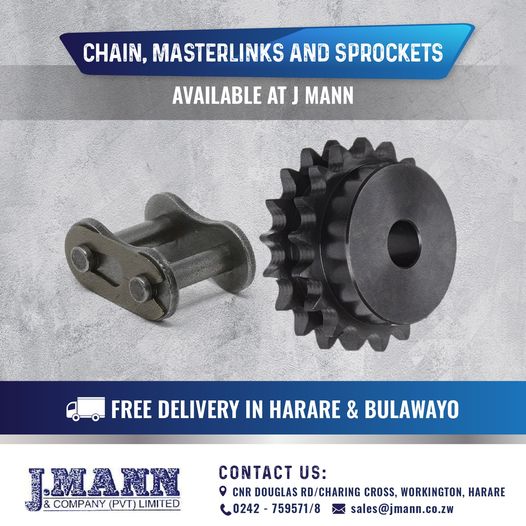 CHAIN, MASTERLINKS AND SPROCKETS
AVAILABLE AT J MANN
FREE DELIVERY IN HARARE & BULAWAYO
J.MANN
& COMPANY (PVT) LIMITED
CONTACT US:
CNR DOUGLAS RD/CHARING CROSS, WORKINGTON, HARARE
0242 - 759571/8 sales@jmann.co.zw